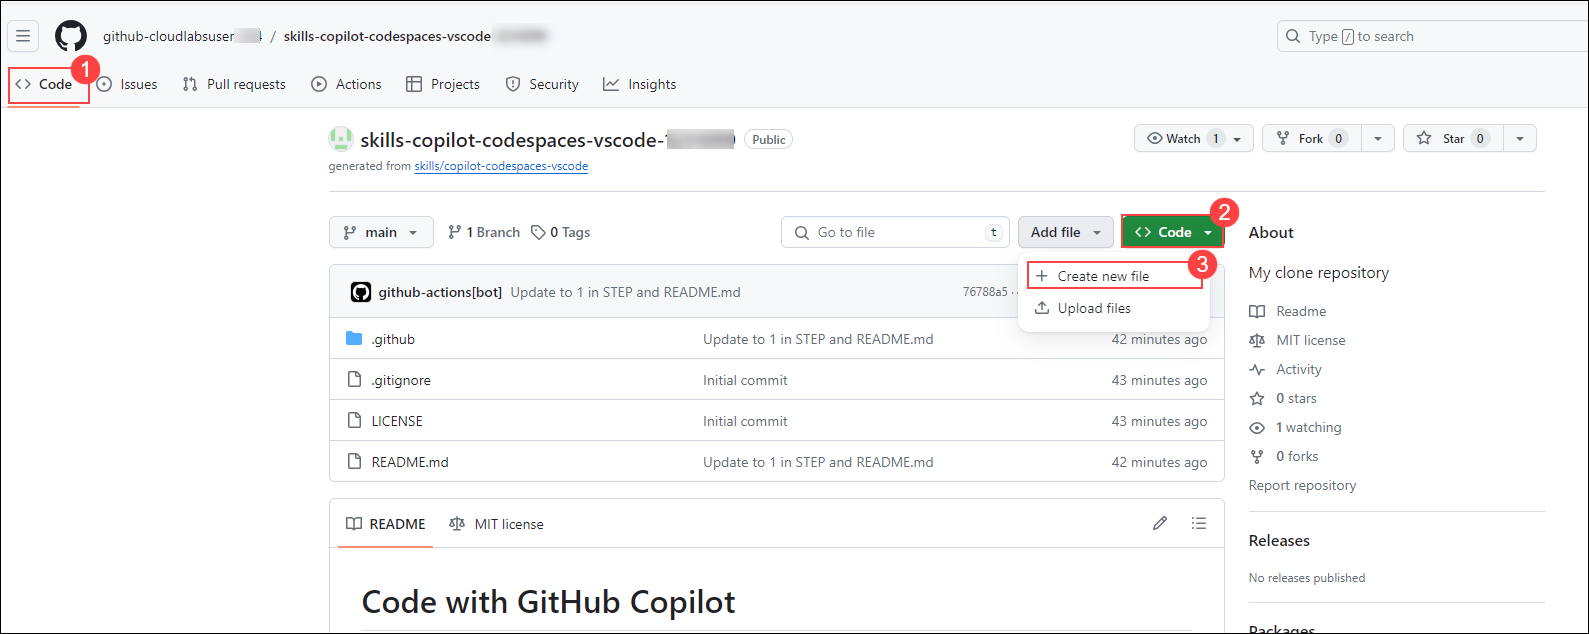 github-cloudlabsuser / skills-copilot-codespaces-vscode
Type / to search
1
Code
Issues
Pull requests
Actions
Projects
Security
Insights
skills-copilot-codespaces-vscode-
Public
Watch 1
Fork 0
Star 0
generated from skills/copilot-codespaces-vscode
main
1 Branch
0 Tags
Go to file t
Add file
Code
2
Create new file
3
Upload files
github-actions[bot] Update to 1 in STEP and README.md 76788a5 ·
.github Update to 1 in STEP and README.md 42 minutes ago
.gitignore Initial commit 43 minutes ago
LICENSE Initial commit 43 minutes ago
README.md Update to 1 in STEP and README.md 42 minutes ago
README
MIT license
Code with GitHub Copilot
About
My clone repository
Readme
MIT license
Activity
0 stars
1 watching
0 forks
Report repository
Releases
No releases published
Packages